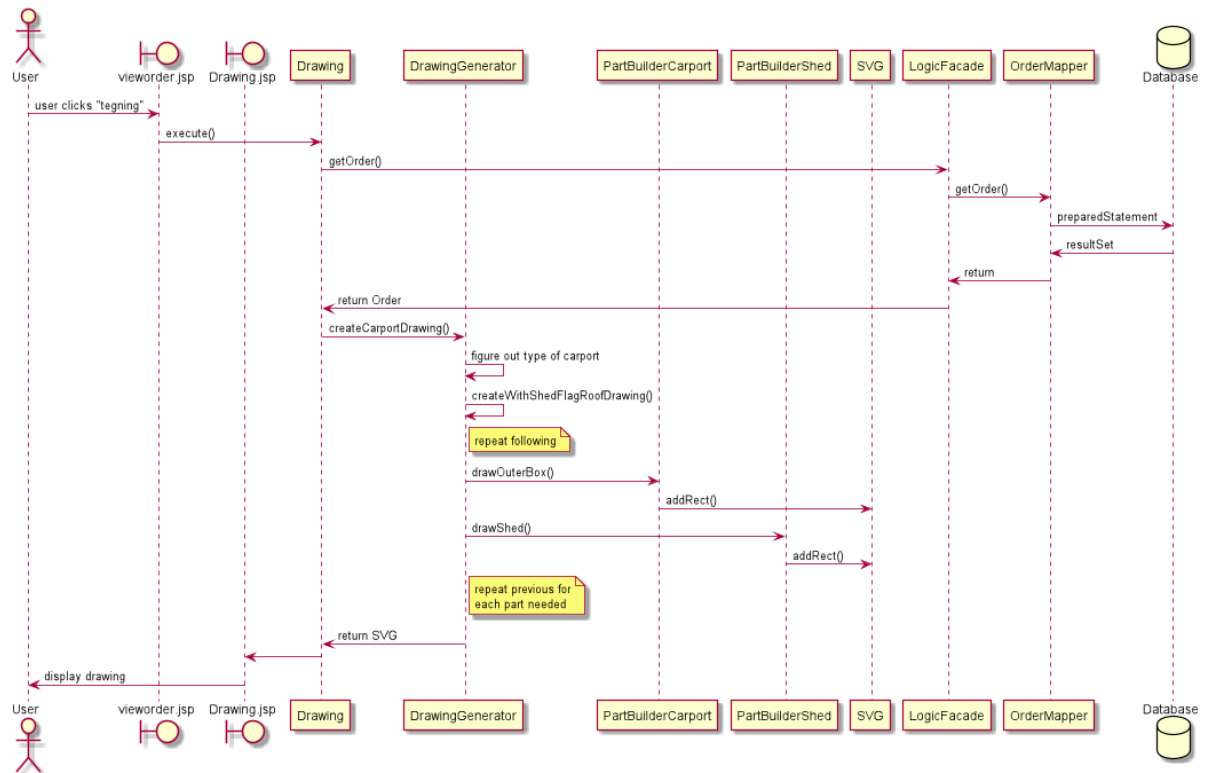 User
vieworder.jsp
Drawing.jsp
Drawing
DrawingGenerator
PartBuilderCarport
PartBuilderShed
SVG
LogicFacade
OrderMapper
Database
user clicks "tegning"
execute()
getOrder()
getOrder()
preparedStatement
resultSet
return
return Order
createCarportDrawing()
figure out type of carport
createWithShedFlagRoofDrawing()
repeat following
drawOuterBox()
addRect()
drawShed()
addRect()
repeat previous for
each part needed
return SVG
display drawing
User
vieworder.jsp
Drawing.jsp
Drawing
DrawingGenerator
PartBuilderCarport
PartBuilderShed
SVG
LogicFacade
OrderMapper
Database